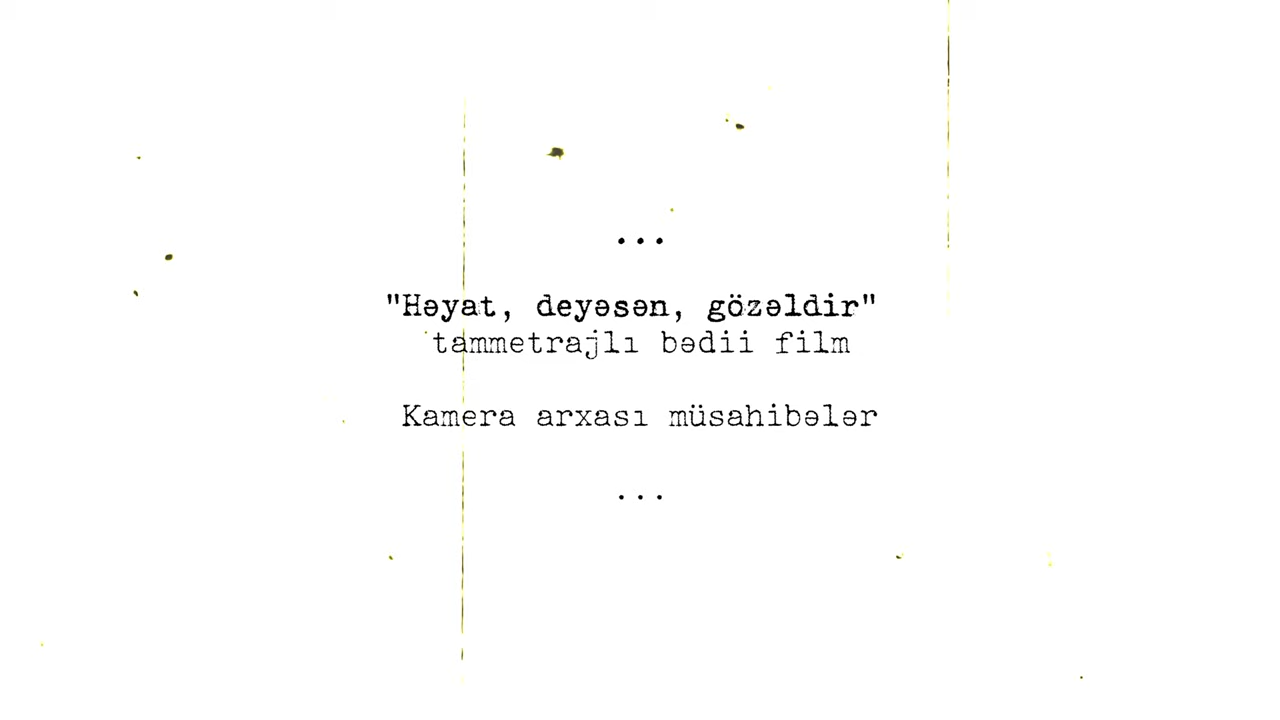 ...
"Həyat, deyəsən, gözəldir"
tammetrajlı bədii film
Kamera arxası müsahibələr
...